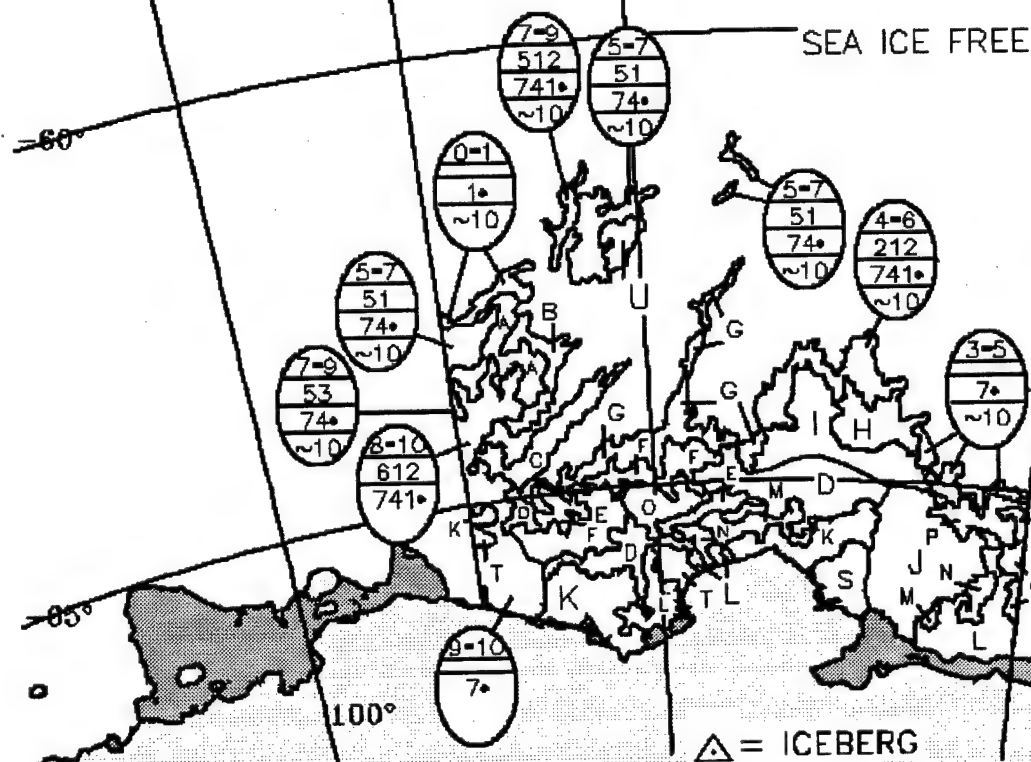 SEA ICE FREE
-60°
7-9
512
741•
~10
5-7
51
74•
~10
0-1
1•
~10
5-7
51
74•
~10
4-6
212
741•
~10
5-7
51
74•
~10
3-5
7•
~10
7-9
53
74•
~10
8-10
612
741•
A
B
U
G
A
G
G
I
H
C
F
F
E
M
D
K
D
E
O
F
N
K
P
D
T
K
J
N
S
M
L
T
L
L
-65°
9-10
7•
100°
△ = ICEBERG